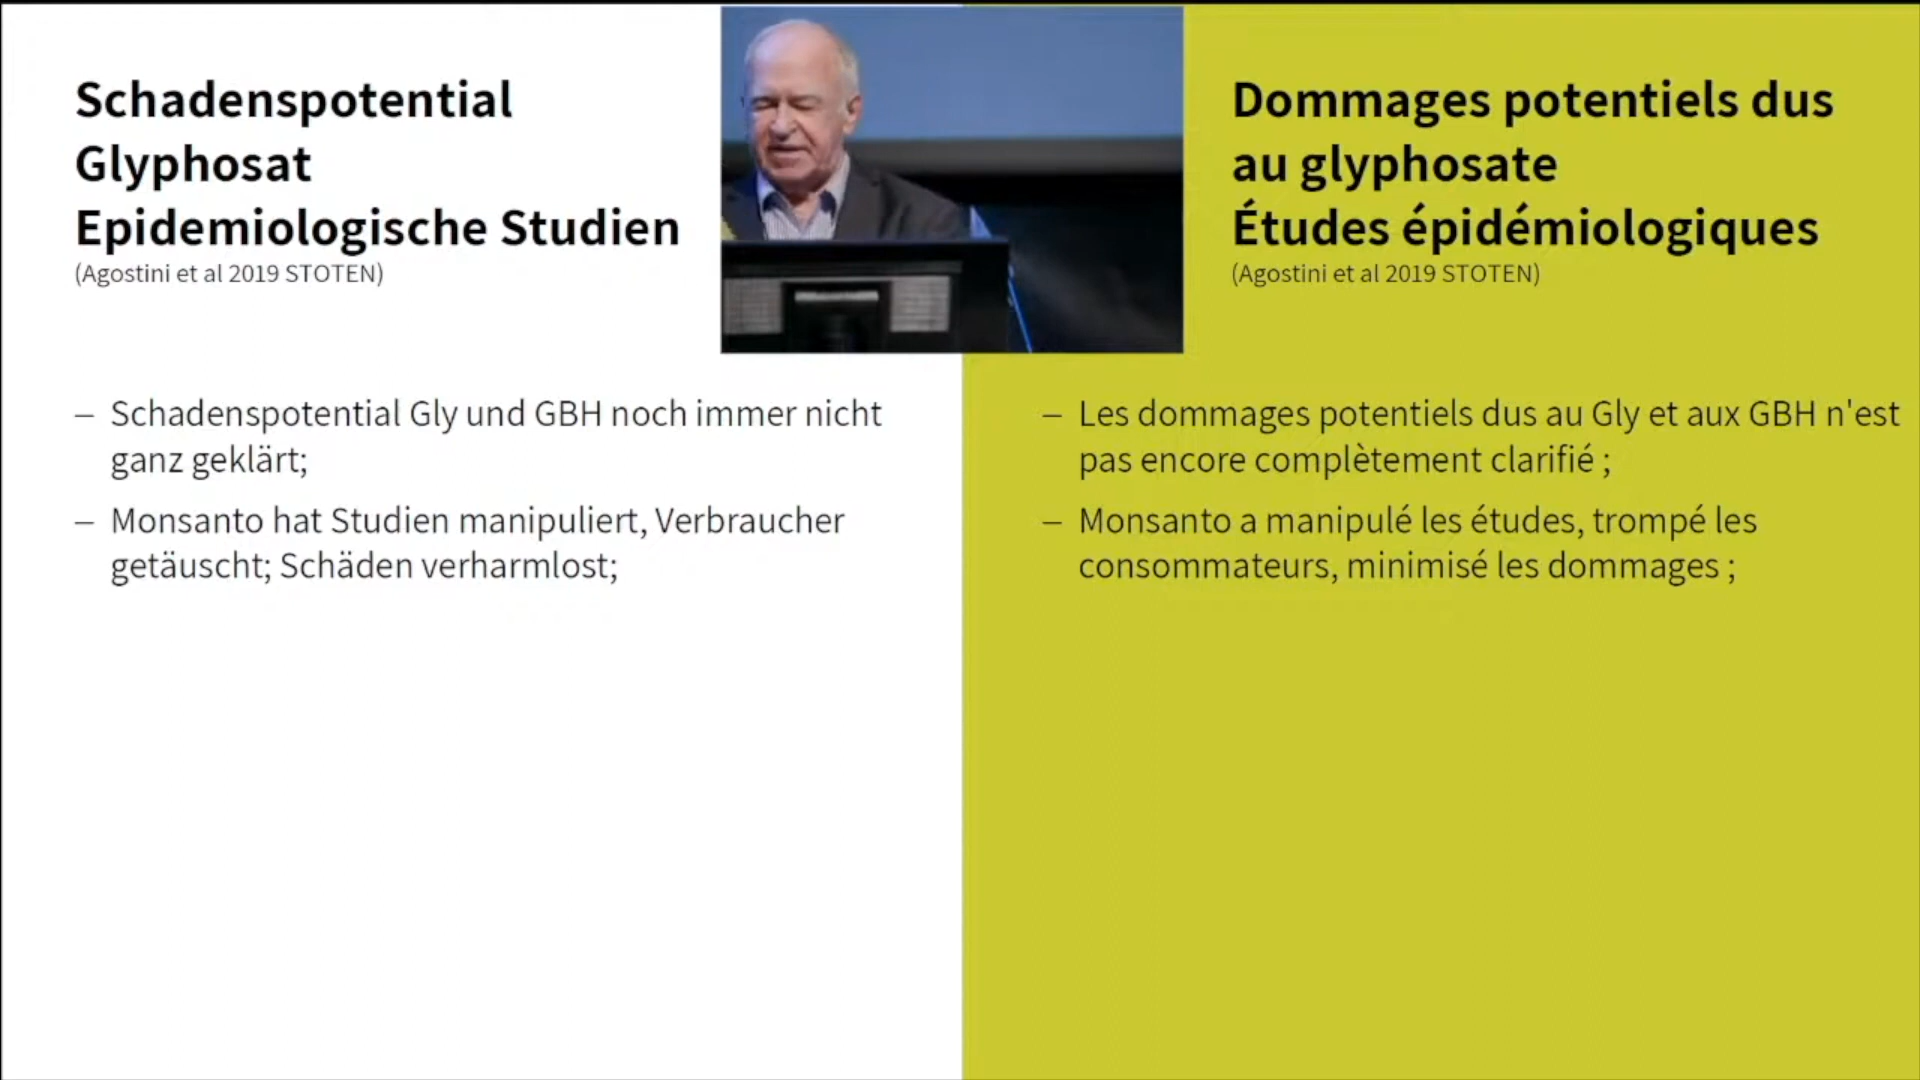 Schadenspotential
Glyphosat
Epidemiologische Studien
(Agostini et al 2019 STOTEN)
– Schadenspotential Gly und GBH noch immer nicht
ganz geklärt;
– Monsanto hat Studien manipuliert, Verbraucher
getäuscht; Schäden verharmlost;
Dommages potentiels dus
au glyphosate
Études épidémiologiques
(Agostini et al 2019 STOTEN)
– Les dommages potentiels dus au Gly et aux GBH n'est
pas encore complètement clarifié ;
– Monsanto a manipulé les études, trompé les
consommateurs, minimisé les dommages ;